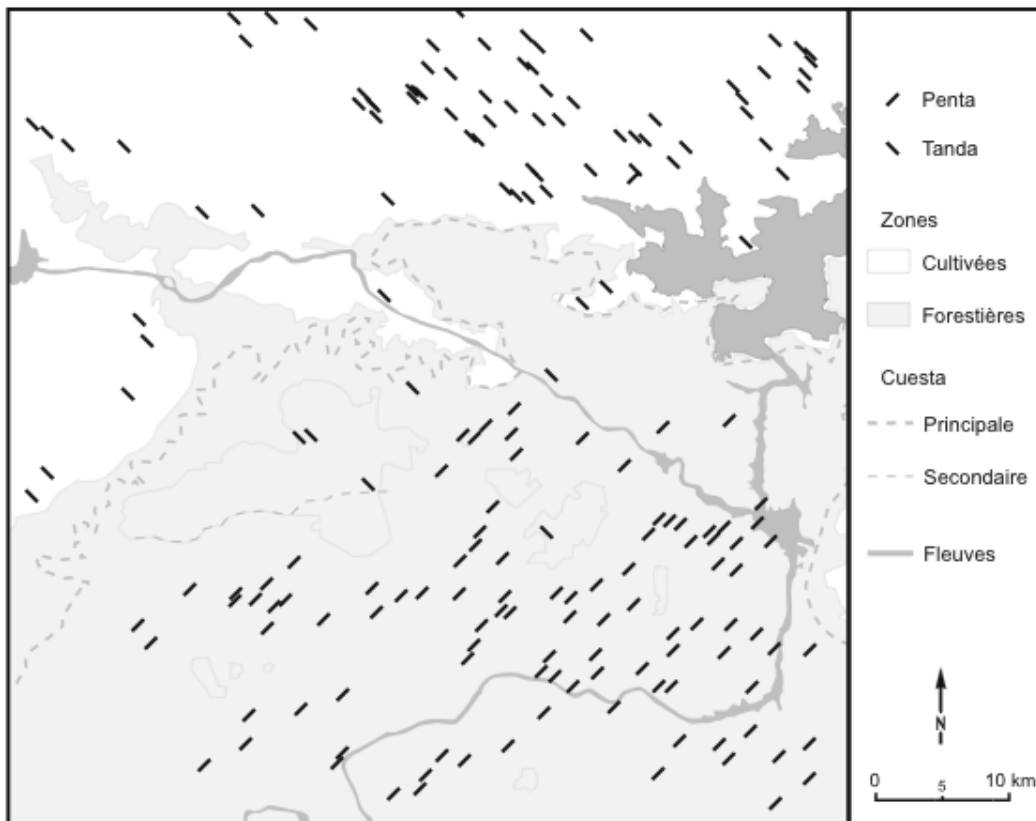 Penta
Tanda
Zones
Cultivées
Forestières
Cuesta
Principale
Secondaire
Fleuves
N
0 5 10 km